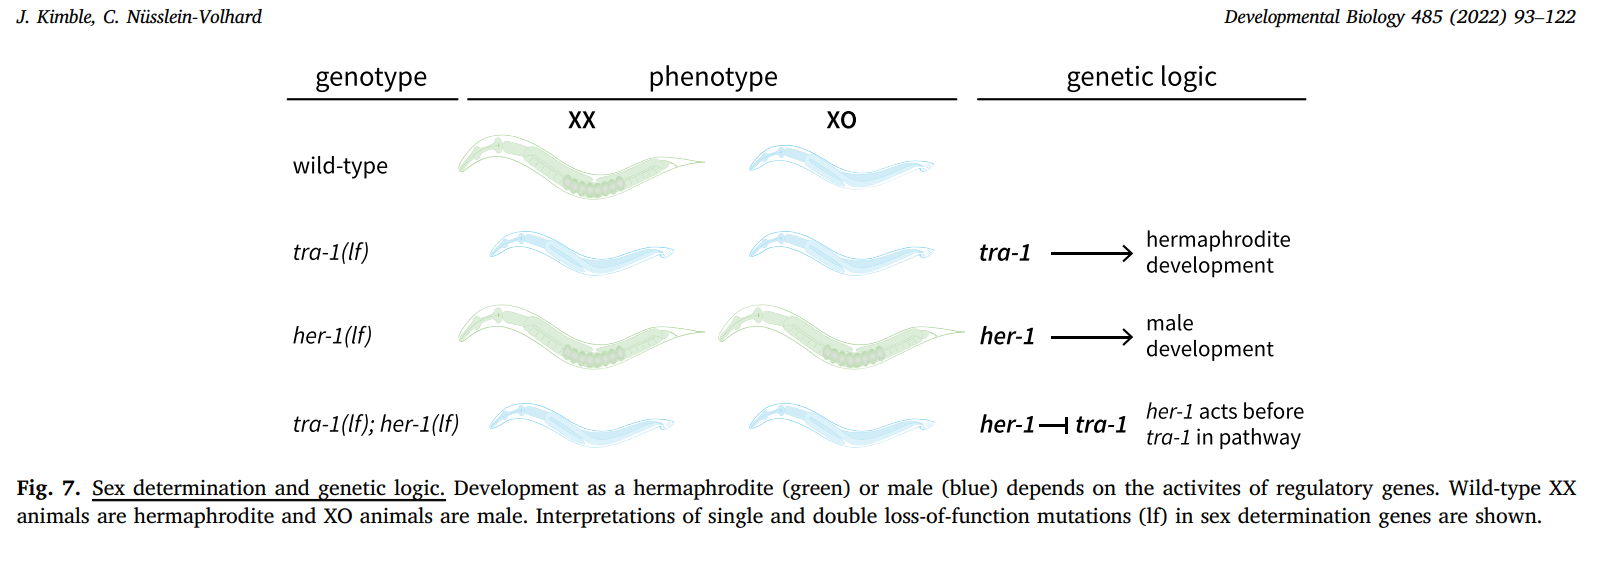 J. Kimble, C. Nüsslein-Volhard
Developmental Biology 485 (2022) 93–122
genotype
phenotype
genetic logic
XX
XO
wild-type
tra-1(lf)
tra-1
hermaphrodite
development
her-1(lf)
her-1
male
development
tra-1(lf); her-1(lf)
her-1
tra-1
her-1 acts before
tra-1 in pathway
Fig. 7. Sex determination and genetic logic. Development as a hermaphrodite (green) or male (blue) depends on the activites of regulatory genes. Wild-type XX
animals are hermaphrodite and XO animals are male. Interpretations of single and double loss-of-function mutations (lf) in sex determination genes are shown.